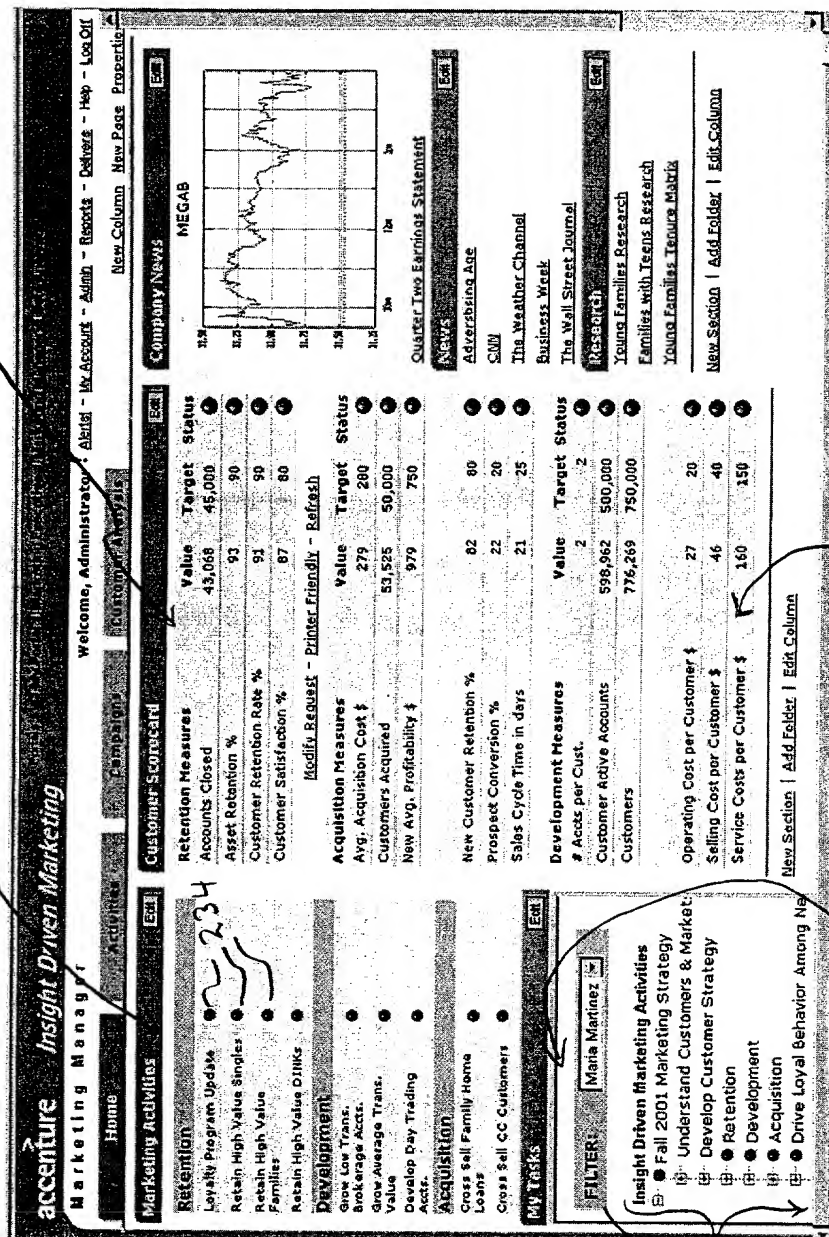 accenture Insight Driven Marketing
Marketing Manager
Welcome, Administrator! Alerts! - My Account - Admin - Reports - Delivers - Help - Log Off
Home
Activities
Campaigns
Customer Analysis
New Column New Page Propertie
Marketing Activities Edit
Retention
Loyalty Program Update
234
Retain High Value Singles
Retain High Value
Families
Retain High Value DINKs
Development
Grow Low Trans.
Brokerage Accts.
Grow Average Trans.
Value
Develop Day Trading
Accts.
Acquisition
Cross Sell Family Home
Loans
Cross Sell CC Customers
My Tasks Edit
FILTER: Maria Martinez
Insight Driven Marketing Activities
Fall 2001 Marketing Strategy
Understand Customers & Market
Develop Customer Strategy
Retention
Development
Acquisition
Drive Loyal Behavior Among Ne
Customer Scorecard Edit
Retention Measures Value Target Status
Accounts Closed 43,068 45,000
Asset Retention % 93 90
Customer Retention Rate % 91 90
Customer Satisfaction % 87 80
Modify Request - Printer Friendly - Refresh
Acquisition Measures Value Target Status
Avg. Acquisition Cost $ 279 280
Customers Acquired 53,525 50,000
New Avg. Profitability $ 979 750
New Customer Retention % 82 80
Prospect Conversion % 22 20
Sales Cycle Time in days 21 25
Development Measures Value Target Status
# Accts per Cust. 2 2
Customer Active Accounts 598,962 500,000
Customers 776,269 750,000
Operating Cost per Customer $ 27 20
Selling Cost per Customer $ 46 40
Service Costs per Customer $ 160 150
New Section | Add Folder | Edit Column
Company News Edit
MEGAB
Quarter Two Earnings Statement
News Edit
Advertising Age
CNN
The Weather Channel
Business Week
The Wall Street Journal
Research Edit
Young Families Research
Families with Teens Research
Young Families Tenure Matrix
New Section | Add Folder | Edit Column